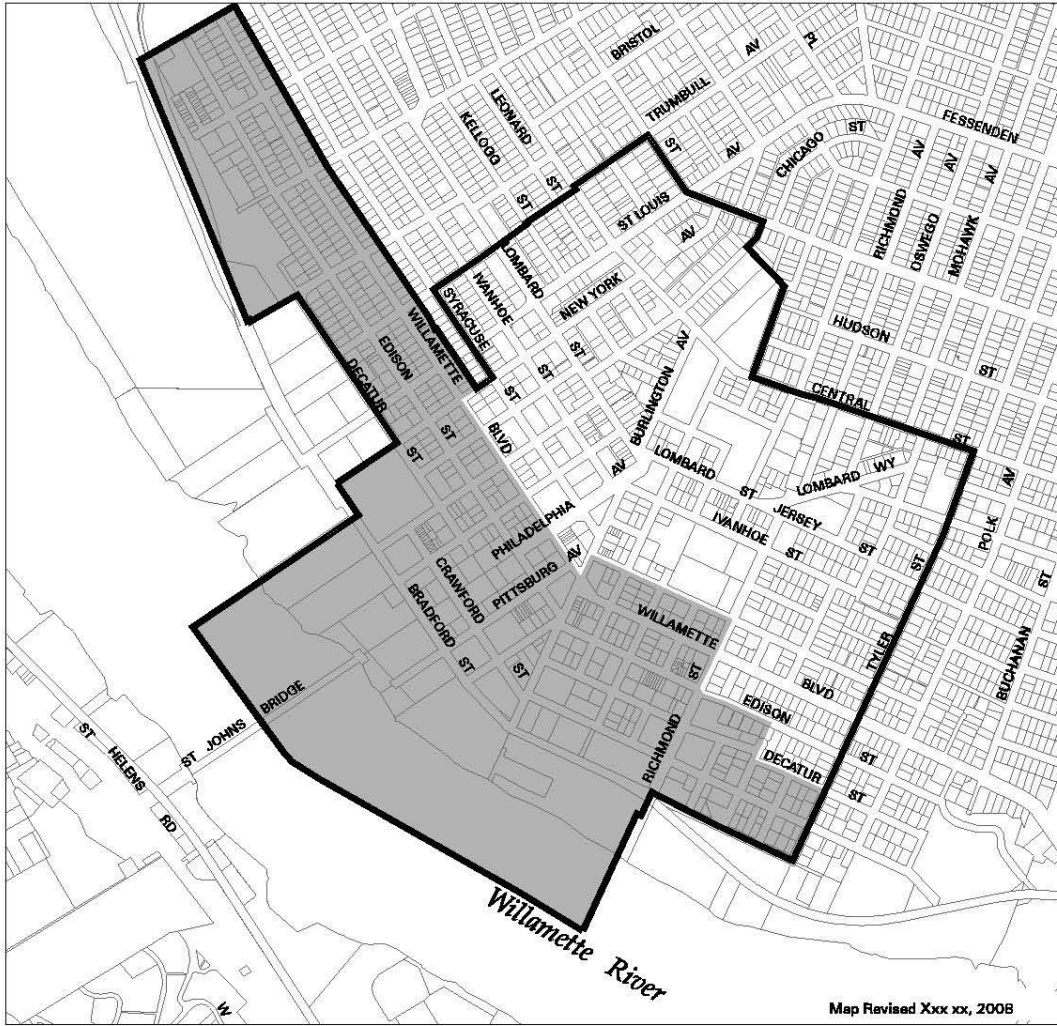 BRISTOL
AV
PL
LEONARD
TRUMBULL
KELLOGG
FESSENDEN
ST
CHICAGO
ST
AV
AV
AV
AV
ST
ST
ST LOUIS
AV
RICHMOND
OSWEGO
MOHAWK
LOMBARD
IVANHOE
SYRACUSE
NEW YORK
WILLAMETTE
EDISON
DECATUR
HUDSON
ST
AV
ST
ST
ST
BLVD
CENTRAL
ST
BURLINGTON
ST
ST
AV
LOMBARD
ST
LOMBARD WY
AV
JERSEY
IVANHOE
ST
ST
ST
POLK
ST
PHILADELPHIA
AV
PITTSBURG
CRAWFORD
BRADFORD
ST
ST
WILLAMETTE
ST
BLVD
TYLER
BUCHANAN
EDISON
RICHMOND
DECATUR
ST
ST
ST JOHNS BRIDGE
ST HELENS RD
W
Willamette River
Map Revised Xxx xx, 2008